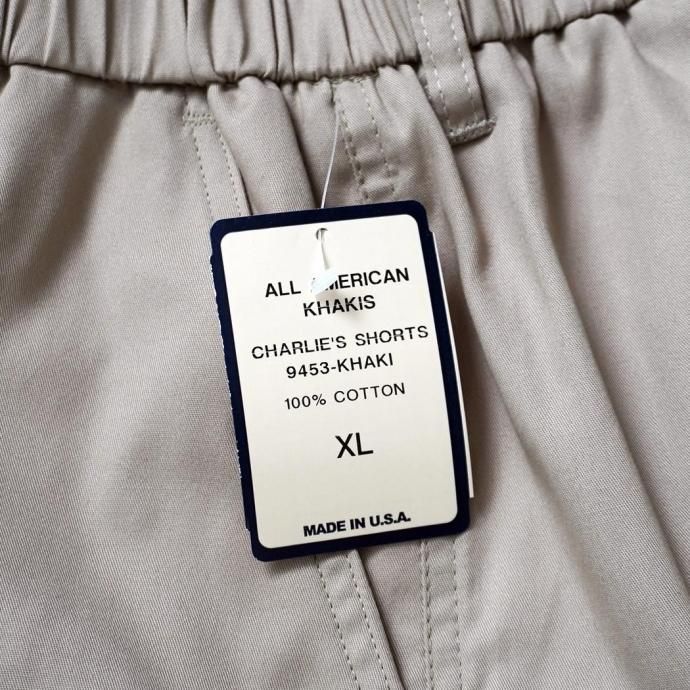 ALL AMERICAN
KHAKIS
CHARLIE'S SHORTS
9453-KHAKI
100% COTTON
XL
MADE IN U.S.A.